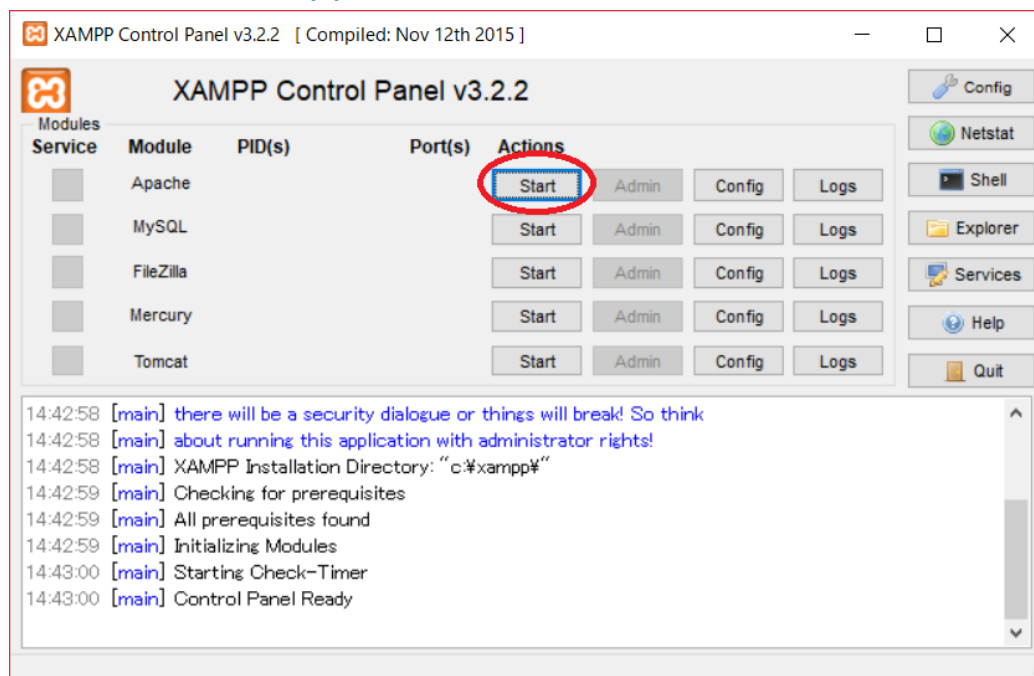 XAMPP Control Panel v3.2.2 [ Compiled: Nov 12th 2015 ]
XAMPP Control Panel v3.2.2
Config
Modules
Netstat
Service Module PID(s) Port(s) Actions
Apache Start Admin Config Logs
Shell
MySQL Start Admin Config Logs
Explorer
FileZilla Start Admin Config Logs
Services
Mercury Start Admin Config Logs
Help
Tomcat Start Admin Config Logs
Quit
14:42:58 [main] there will be a security dialogue or things will break! So think
14:42:58 [main] about running this application with administrator rights!
14:42:58 [main] XAMPP Installation Directory: "c:¥xampp¥"
14:42:59 [main] Checking for prerequisites
14:42:59 [main] All prerequisites found
14:42:59 [main] Initializing Modules
14:43:00 [main] Starting Check-Timer
14:43:00 [main] Control Panel Ready